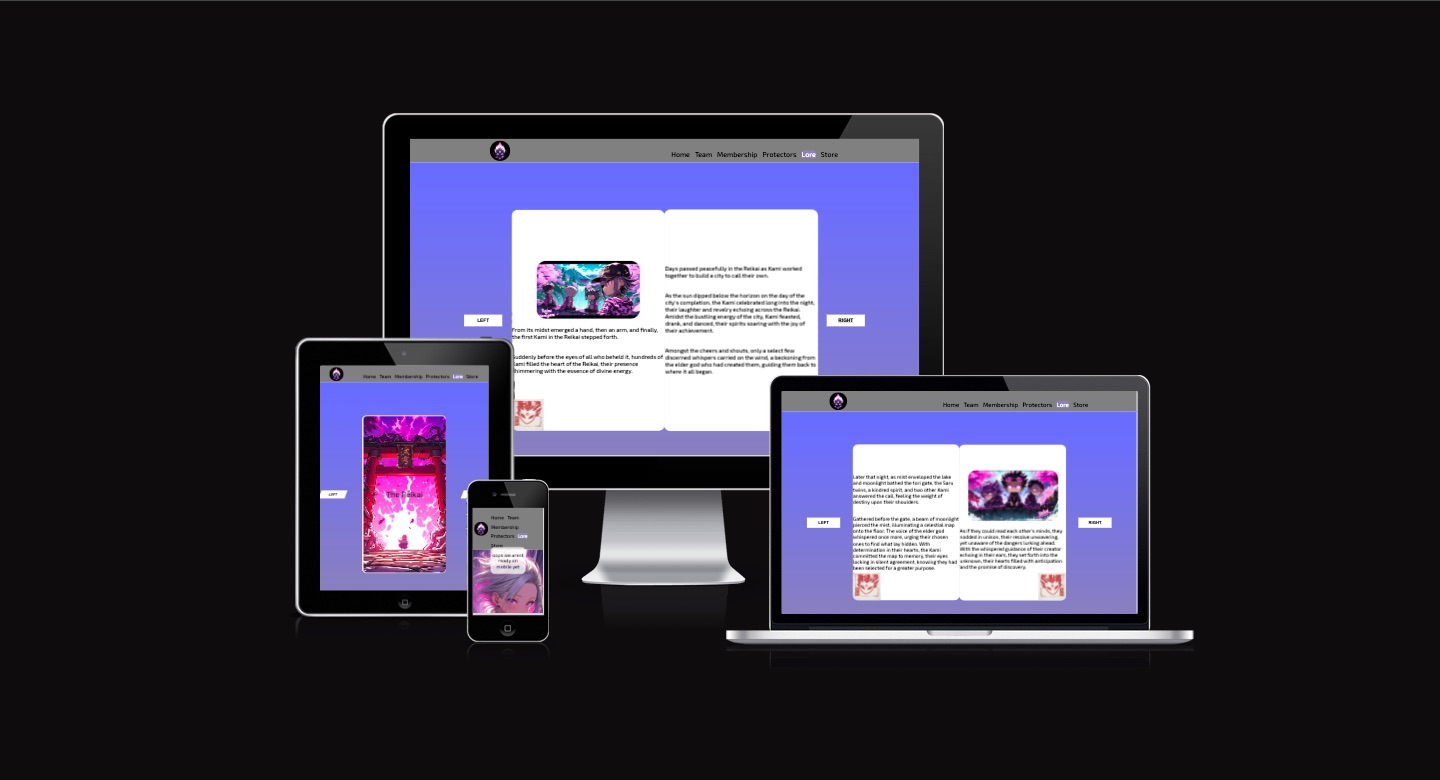 Home Team Membership Protectors Lore Store
LEFT
From its midst emerged a hand, then an arm, and finally,
the first Kami in the Reikai stepped forth.
Suddenly before the eyes of all who beheld it, hundreds of
Kami filled the heart of the Reikai, their presence
shimmering with the essence of divine energy.
Days passed peacefully in the Reikai as Kami worked
together to build a city to call their own.
As the sun dipped below the horizon on the day of the
city's completion, the Kami celebrated long into the night,
their laughter and revelry echoing across the Reikai.
Amidst the bustling energy of the city, Kami feasted,
drank, and danced, their spirits soaring with the joy of
their achievement.
Amongst the cheers and shouts, only a select few
discerned whispers carried on the wind, a beckoning from
the elder god who had created them, guiding them back to
where it all began.
RIGHT
Home Team Membership Protectors Lore Store
LEFT
The Reikai
Home Team
Membership
Protectors Lore
Store
mobile yet
Home Team Membership Protectors Lore Store
LEFT
Later that night, as mist enveloped the lake
and moonlight bathed the tori gate, the Saru
twins, a kindred spirit, and two other Kami
answered the call, feeling the weight of
destiny upon their shoulders.
Gathered before the gate, a beam of moonlight
pierced the mist, illuminating a celestial map
onto the floor. The voice of the elder god
whispered once more, urging their chosen
ones to find what lay hidden. With
determination in their hearts, the Kami
committed the map to memory, their eyes
locking in silent agreement, knowing they had
been selected for a greater purpose.
As if they could read each other's minds, they
nodded in unison, their resolve unwavering,
yet unaware of the dangers lurking ahead.
With the whispered guidance of their creator
echoing in their ears, they set forth into the
unknown, their hearts filled with anticipation
and the promise of discovery.
RIGHT